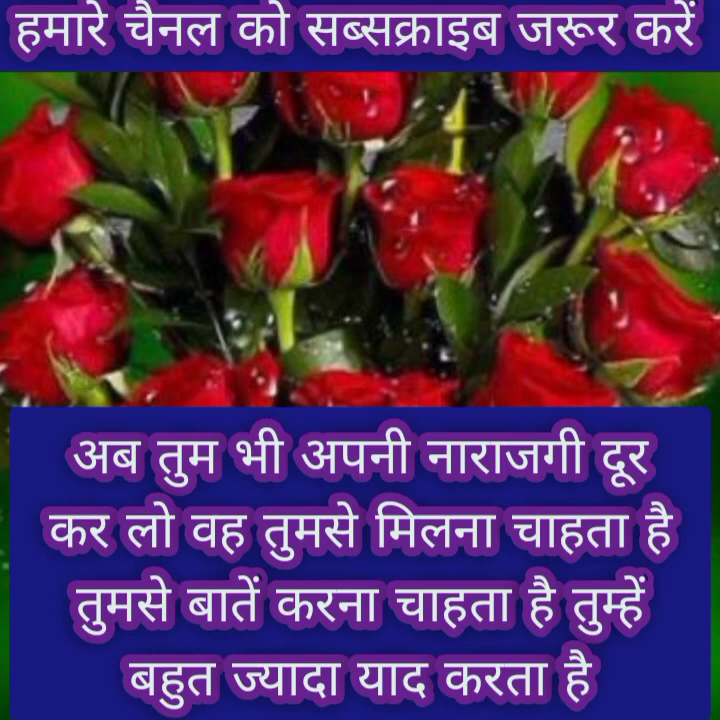 हमारे चैनल को सब्सक्राइब जरूर करें
अब तुम भी अपनी नाराजगी दूर
कर लो वह तुमसे मिलना चाहता है
तुमसे बातें करना चाहता है तुम्हें
बहुत ज्यादा याद करता है